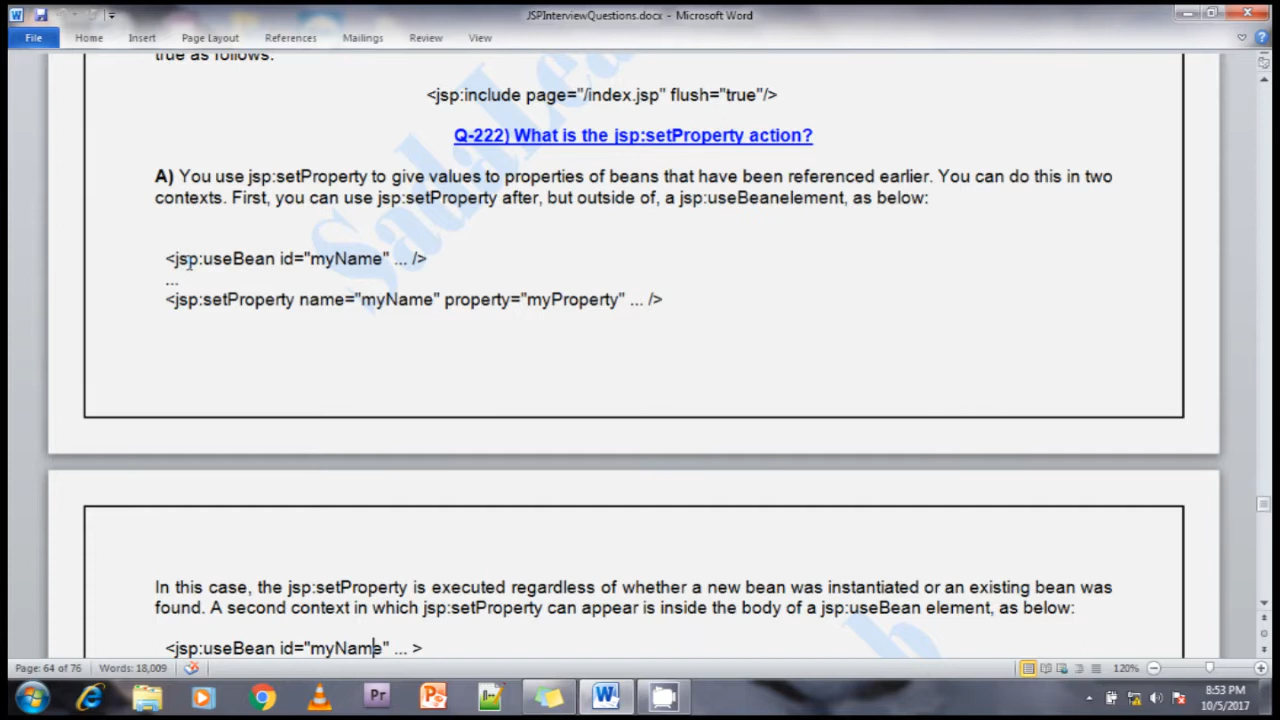 JSPInterviewQuestions.docx - Microsoft Word
File Home Insert Page Layout References Mailings Review View
true as follows:
<jsp:include page="/index.jsp" flush="true"/>
Q-222) What is the jsp:setProperty action?
A) You use jsp:setProperty to give values to properties of beans that have been referenced earlier. You can do this in two
contexts. First, you can use jsp:setProperty after, but outside of, a jsp:useBeanelement, as below:
<jsp:useBean id="myName" ... />
...
<jsp:setProperty name="myName" property="myProperty" ... />
In this case, the jsp:setProperty is executed regardless of whether a new bean was instantiated or an existing bean was
found. A second context in which jsp:setProperty can appear is inside the body of a jsp:useBean element, as below:
<jsp:useBean id="myName" ... >
Page: 64 of 76 Words: 18,009 120%
Pr
8:53 PM
10/5/2017